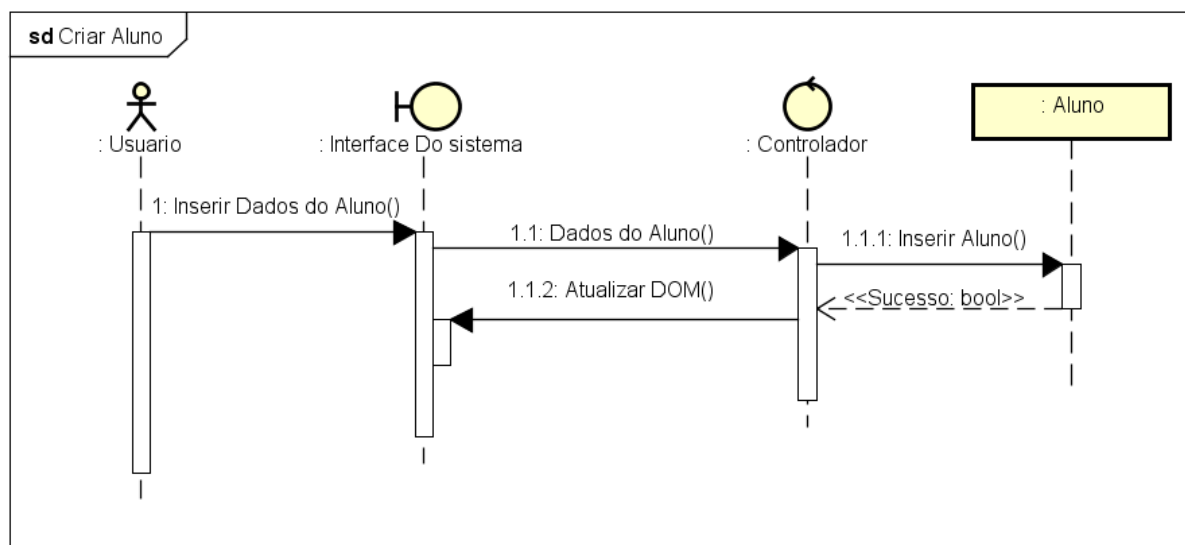 sd Criar Aluno
: Usuario
: Interface Do sistema
: Controlador
: Aluno
1: Inserir Dados do Aluno()
1.1: Dados do Aluno()
1.1.1: Inserir Aluno()
1.1.2: Atualizar DOM()
<<Sucesso: bool>>